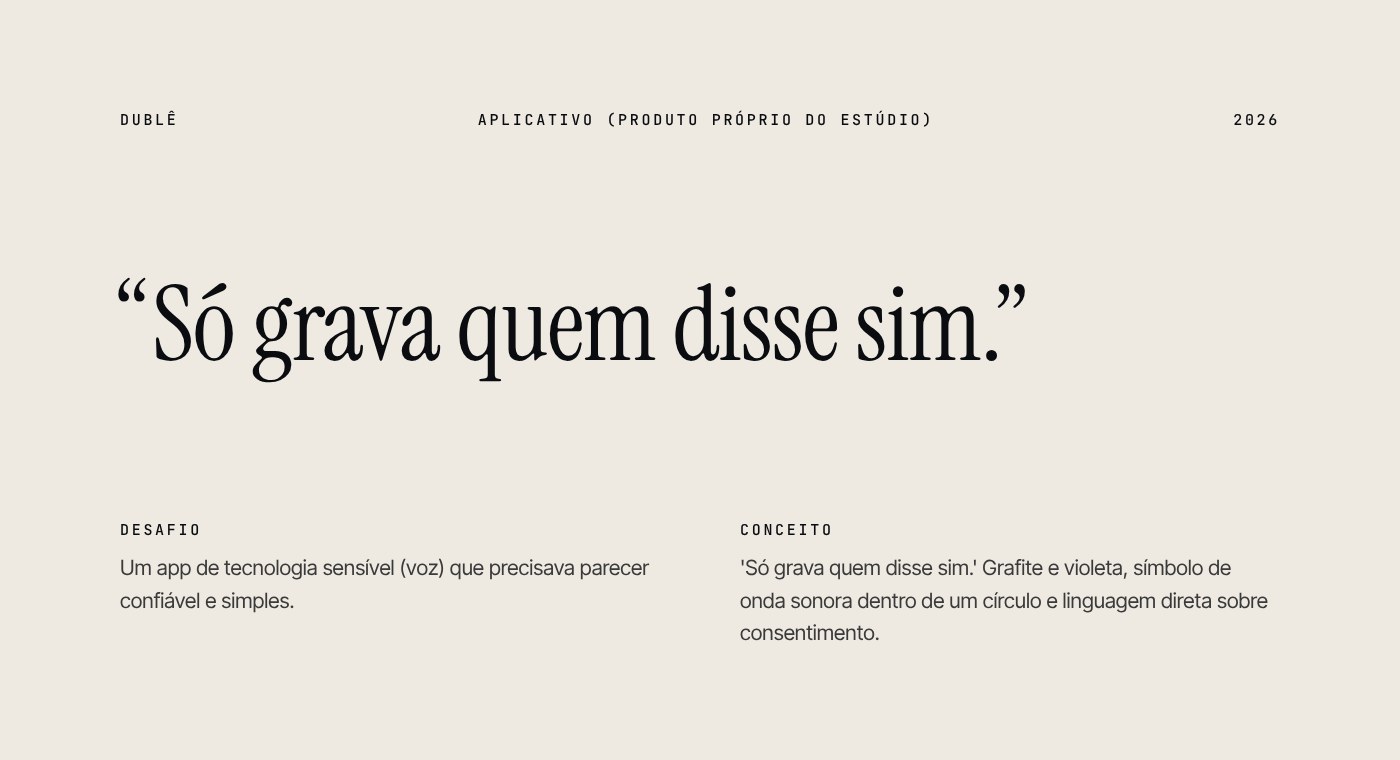 DUBLÊ
APLICATIVO (PRODUTO PRÓPRIO DO ESTÚDIO)
2026
“Só grava quem disse sim.”
DESAFIO
Um app de tecnologia sensível (voz) que precisava parecer
confiável e simples.
CONCEITO
'Só grava quem disse sim.' Grafite e violeta, símbolo de
onda sonora dentro de um círculo e linguagem direta sobre
consentimento.